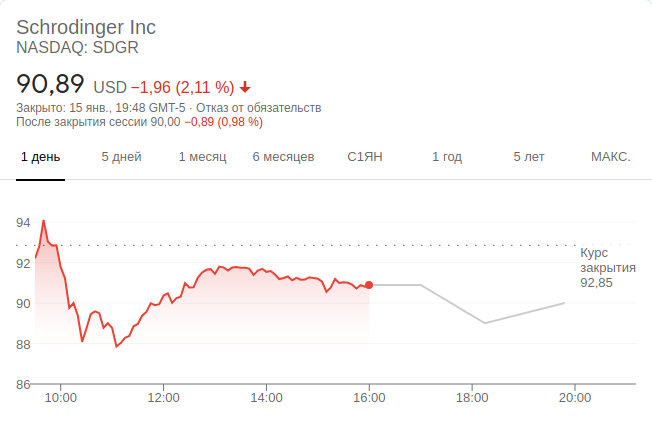 Schrodinger Inc
NASDAQ: SDGR
90,89 USD −1,96 (2,11 %)
Закрыто: 15 янв., 19:48 GMT-5 · Отказ от обязательств
После закрытия сессии 90,00 −0,89 (0,98 %)
1 день 5 дней 1 месяц 6 месяцев С1ЯН 1 год 5 лет МАКС.
94
92
90
88
86
Курс
закрытия
92,85
10:00 12:00 14:00 16:00 18:00 20:00